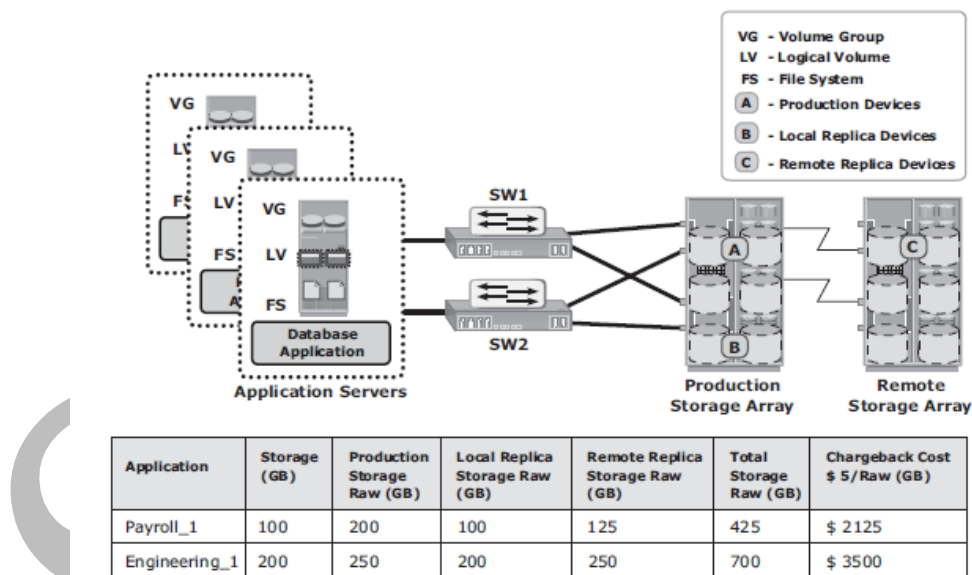 VG - Volume Group
LV - Logical Volume
FS - File System
A - Production Devices
B - Local Replica Devices
C - Remote Replica Devices
VG
VG
LV
VG
FS
LV
FS
LV
FS
Database
Application
Application Servers
SW1
SW2
A
B
C
Production
Storage Array
Remote
Storage Array
Application
Storage
(GB)
Production
Storage
Raw (GB)
Local Replica
Storage Raw
(GB)
Remote Replica
Storage Raw
(GB)
Total
Storage
Raw (GB)
Chargeback Cost
$ 5/Raw (GB)
Payroll_1 100 200 100 125 425 $ 2125
Engineering_1 200 250 200 250 700 $ 3500